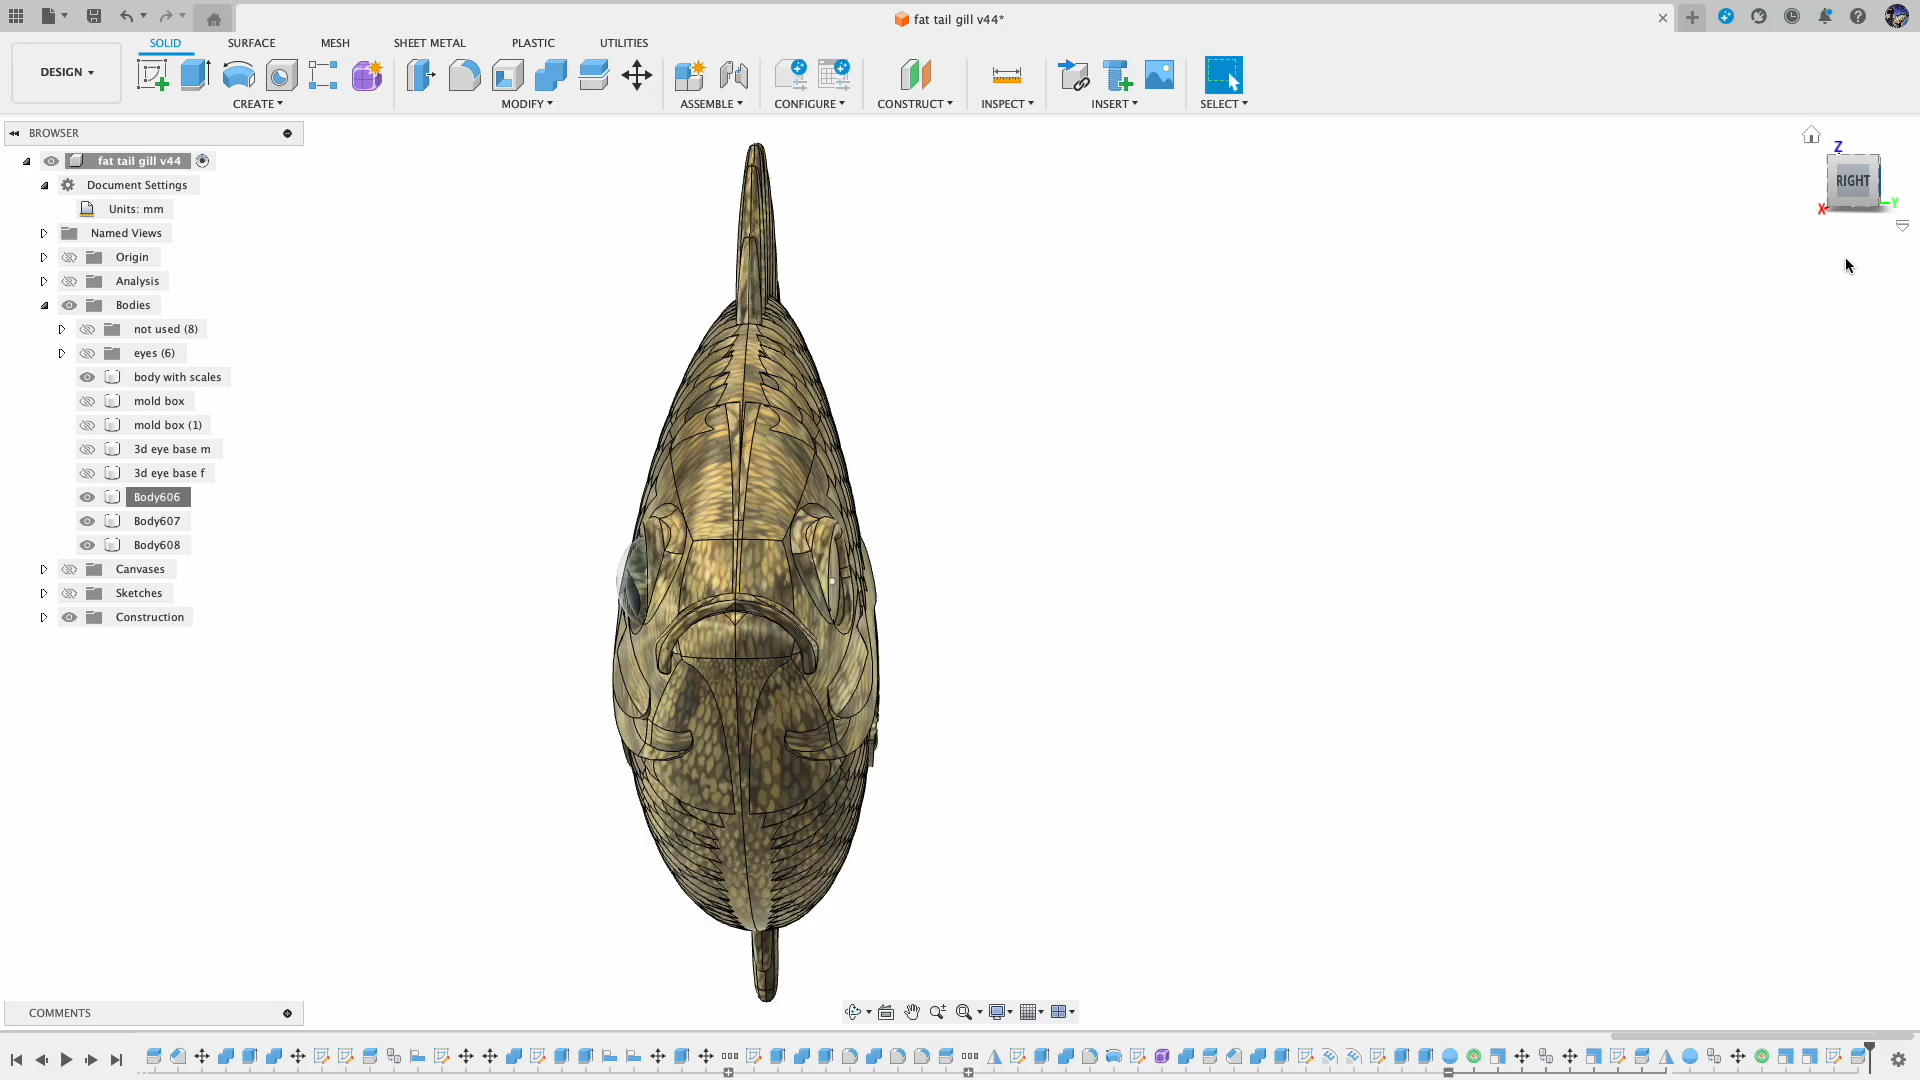 fat tail gill v44*
SOLID SURFACE MESH SHEET METAL PLASTIC UTILITIES
DESIGN
CREATE MODIFY ASSEMBLE CONFIGURE CONSTRUCT INSPECT INSERT SELECT
BROWSER
fat tail gill v44
Document Settings
Units: mm
Named Views
Origin
Analysis
Bodies
not used (8)
eyes (6)
body with scales
mold box
mold box (1)
3d eye base m
3d eye base f
Body606
Body607
Body608
Canvases
Sketches
Construction
Z
RIGHT
X
Y
COMMENTS